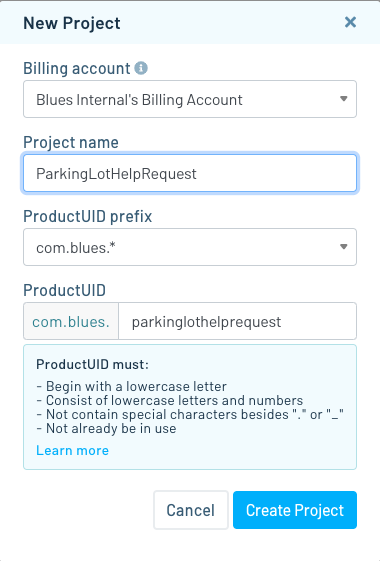 New Project
Billing account
Blues Internal's Billing Account
Project name
ParkingLotHelpRequest
ProductUID prefix
com.blues.*
ProductUID
com.blues. parkinglothelprequest
ProductUID must:
- Begin with a lowercase letter
- Consist of lowercase letters and numbers
- Not contain special characters besides "." or "_"
- Not already be in use
Learn more
Cancel Create Project